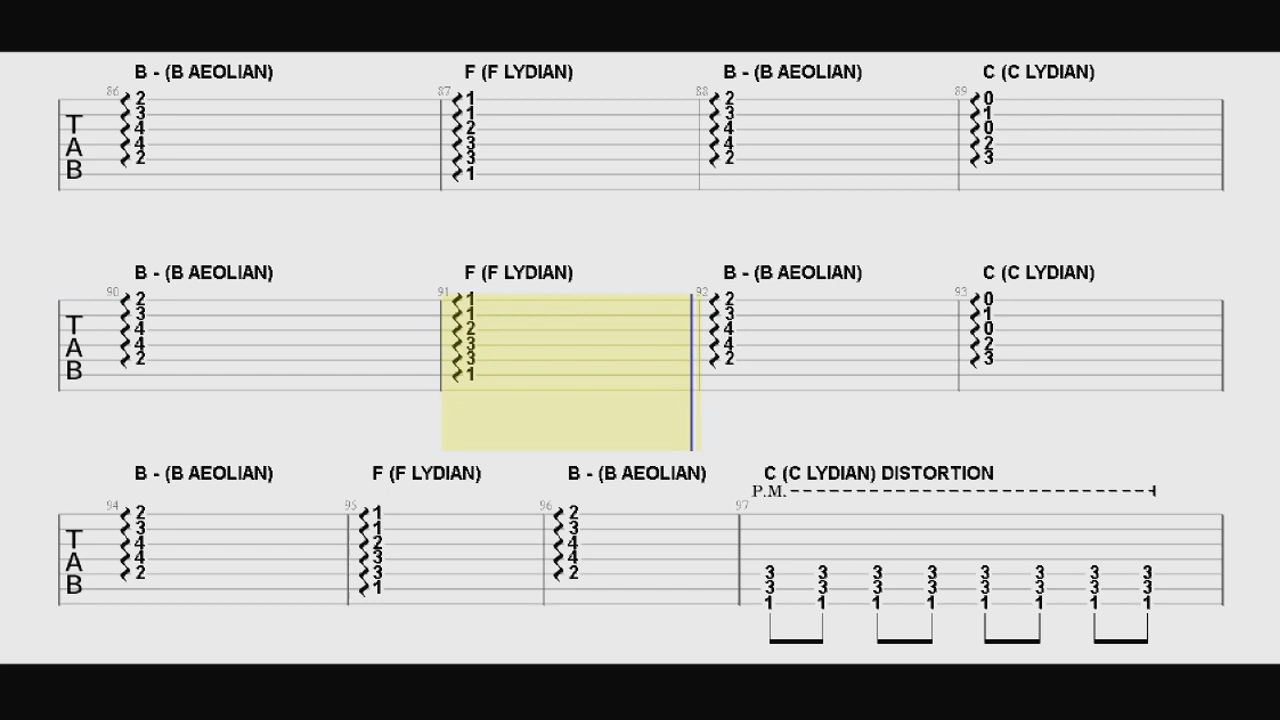 B - (B AEOLIAN) F (F LYDIAN) B - (B AEOLIAN) C (C LYDIAN)
86 87 88 89
2 1 2 0
3 1 3 1
T 4 2 4 0
A 4 3 4 2
2 3 2 3
B 1
B - (B AEOLIAN) F (F LYDIAN) B - (B AEOLIAN) C (C LYDIAN)
90 91 92 93
2 1 2 0
3 1 3 1
T 4 2 4 0
A 4 3 4 2
2 3 2 3
B 1
B - (B AEOLIAN) F (F LYDIAN) B - (B AEOLIAN) C (C LYDIAN) DISTORTION
P.M.
94 95 96 97
2 1 2
3 1 3
T 4 2 4
A 4 3 4
2 3 2 3 3 3 3 3 3 3 3
B 1 3 3 3 3 3 3 3 3
1 1 1 1 1 1 1 1